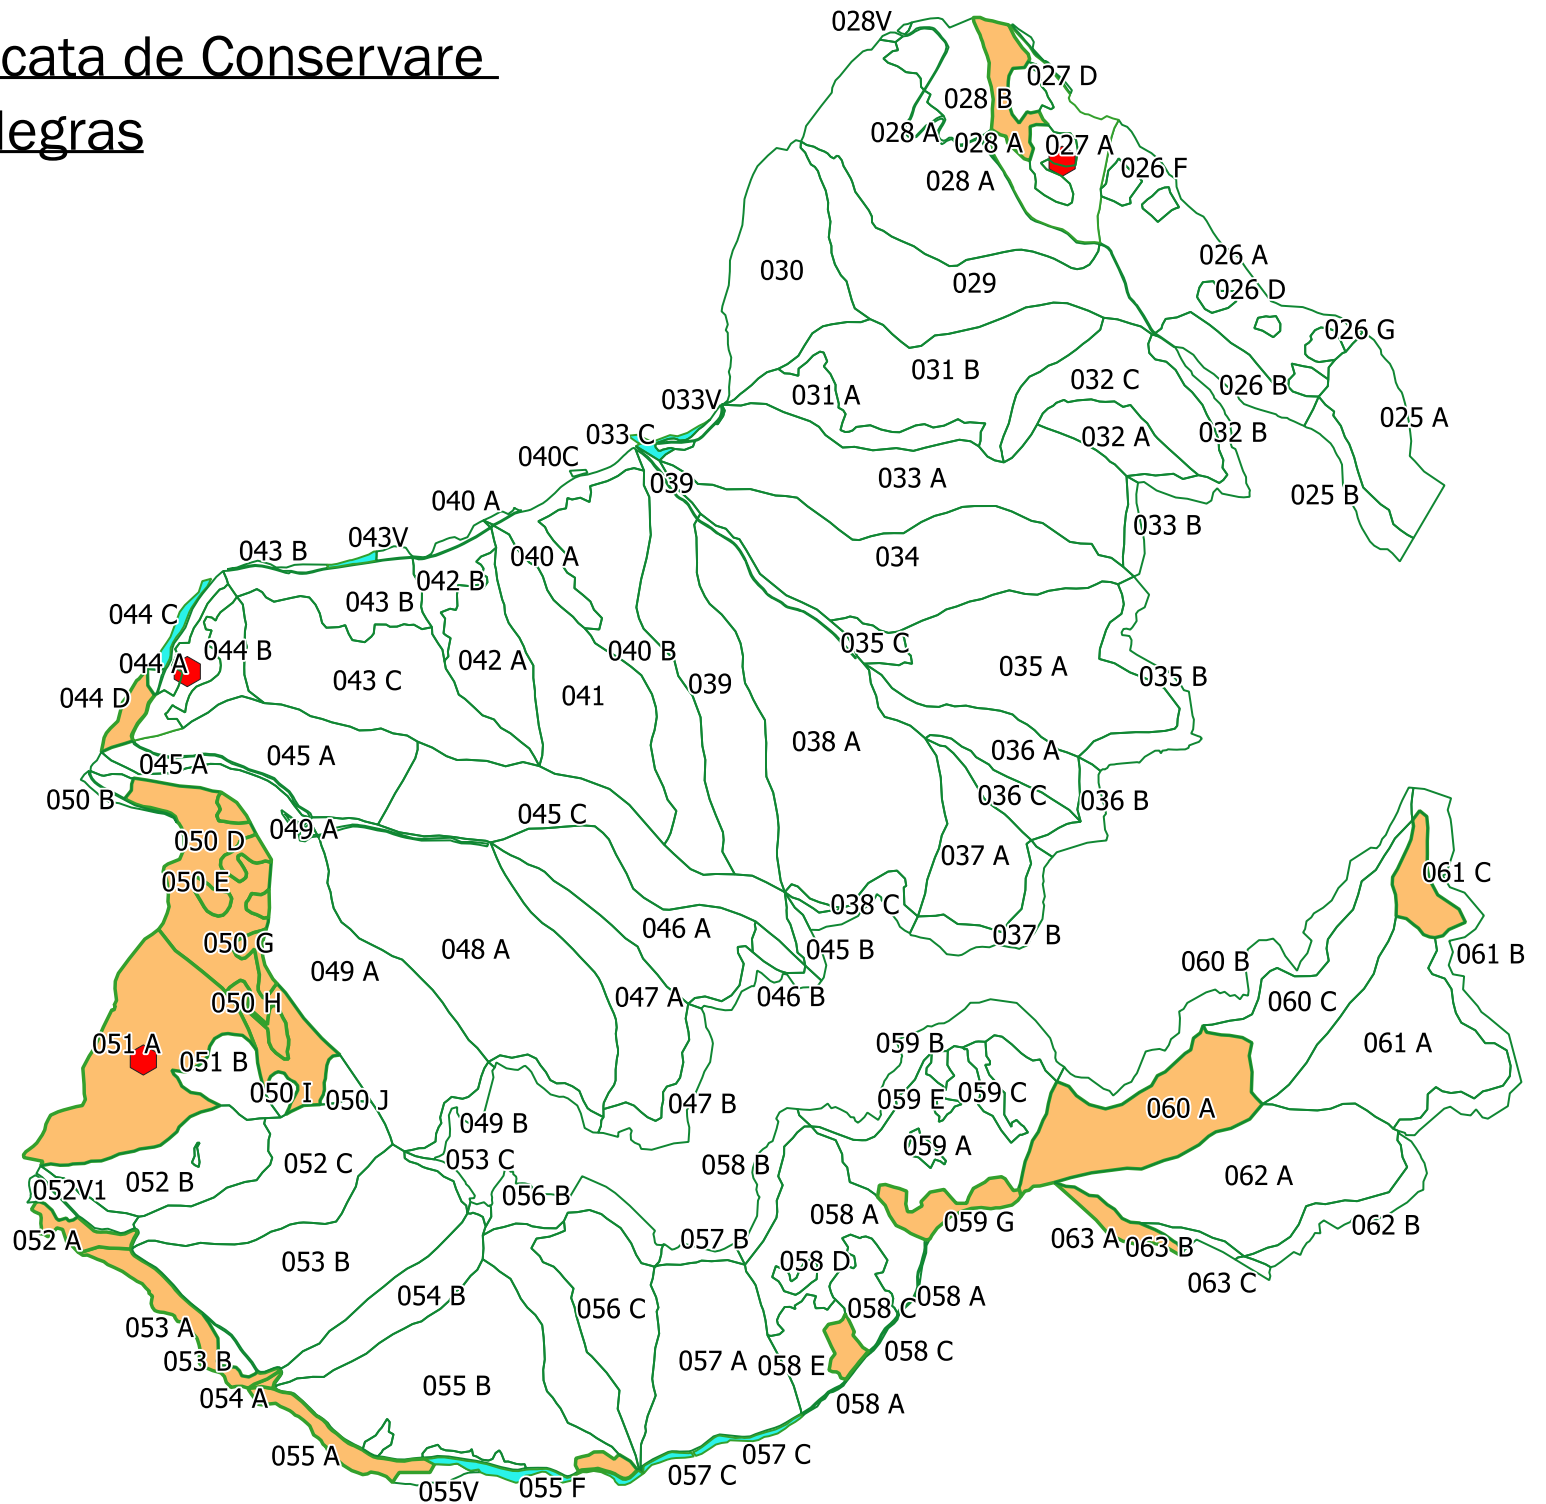 cata de Conservare
legras
028V
027 D
028 B
028 A
028 A
027 A
026 F
028 A
026 A
030
029
026 D
026 G
031 B
032 C
026 B
031 A
033V
025 A
033 C
032 A
032 B
040C
033 A
039
025 B
040 A
033 B
043V
043 B
040 A
034
042 B
043 B
044 C
035 C
044 B
040 B
044 A
042 A
035 A
043 C
039
035 B
044 D
041
038 A
036 A
045 A
045 A
036 C
050 B
036 B
045 C
049 A
050 D
037 A
061 C
050 E
038 C
046 A
037 B
050 G
048 A
045 B
061 B
060 B
049 A
047 A
046 B
050 H
060 C
051 A
059 B
061 A
051 B
050 I
059 C
050 J
059 E
047 B
060 A
049 B
059 A
053 C
052 C
058 B
062 A
052 B
052V1
056 B
058 A
059 G
062 B
052 A
057 B
063 A
063 B
053 B
058 D
063 C
054 B
058 A
056 C
058 C
053 A
058 C
053 B
057 A
058 E
055 B
054 A
058 A
055 A
057 C
057 C
055 F
055V